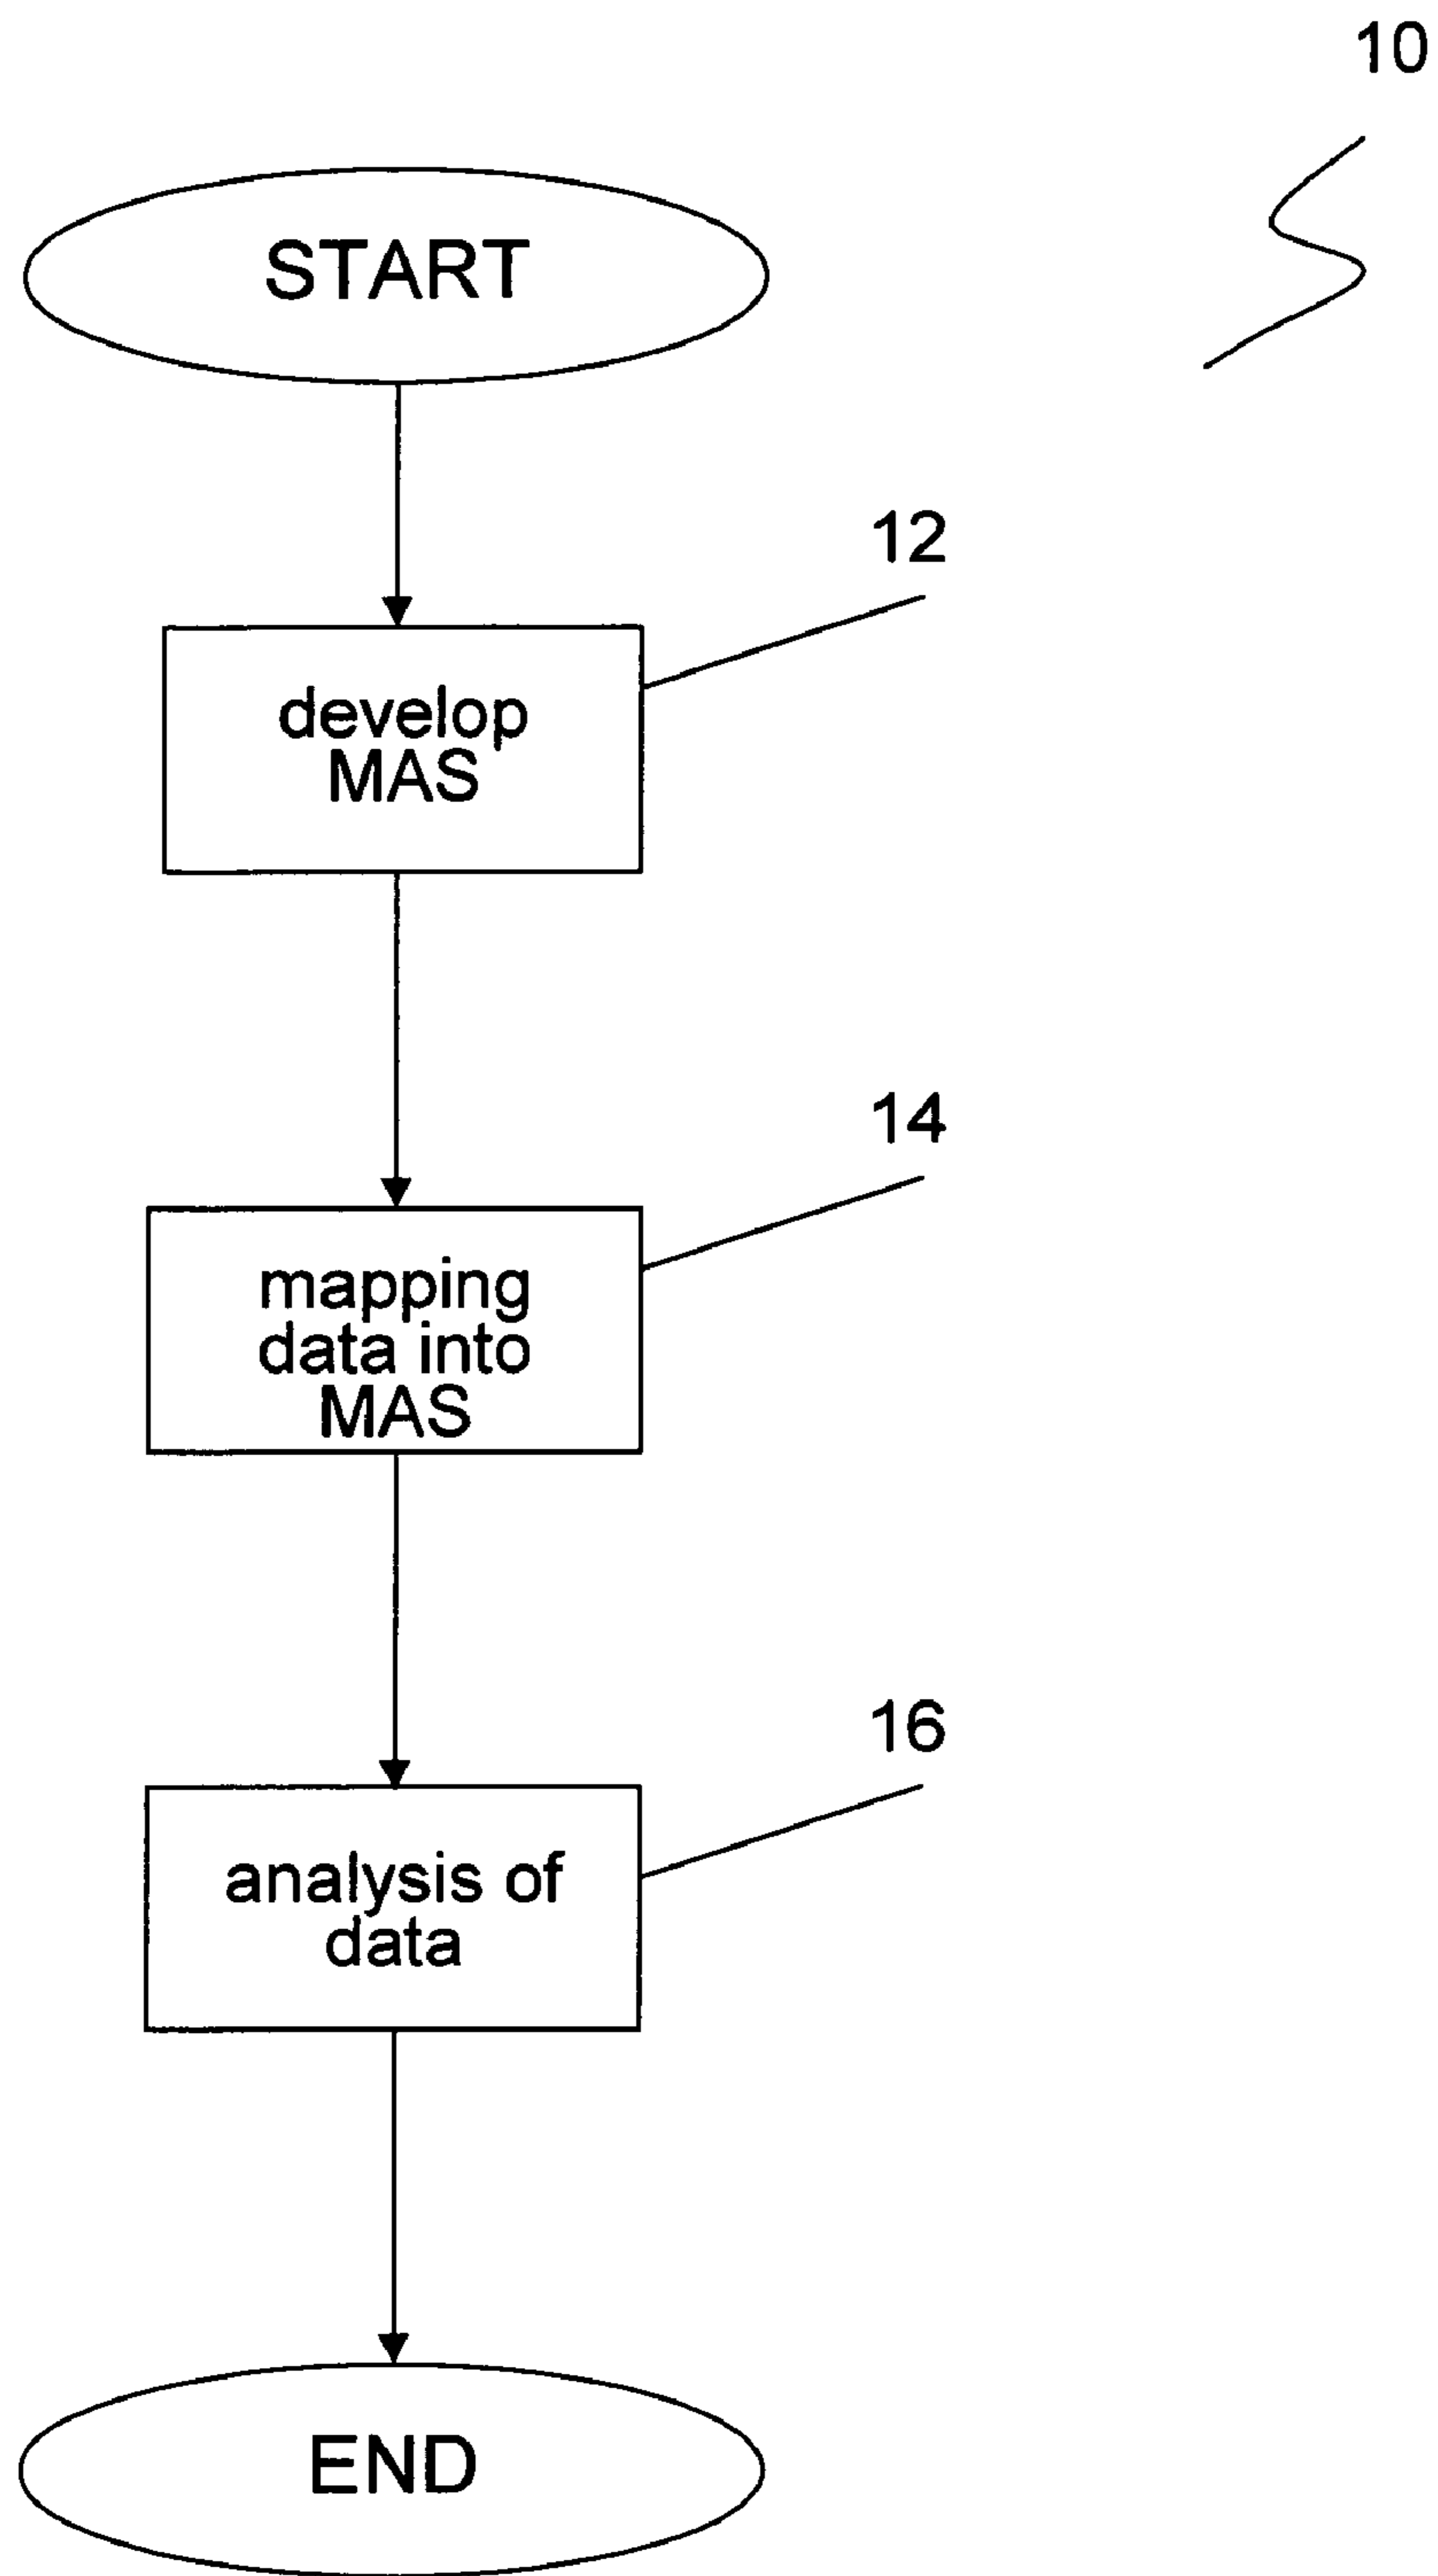 10
START
12
develop
MAS
14
mapping
data into
MAS
16
analysis of
data
END